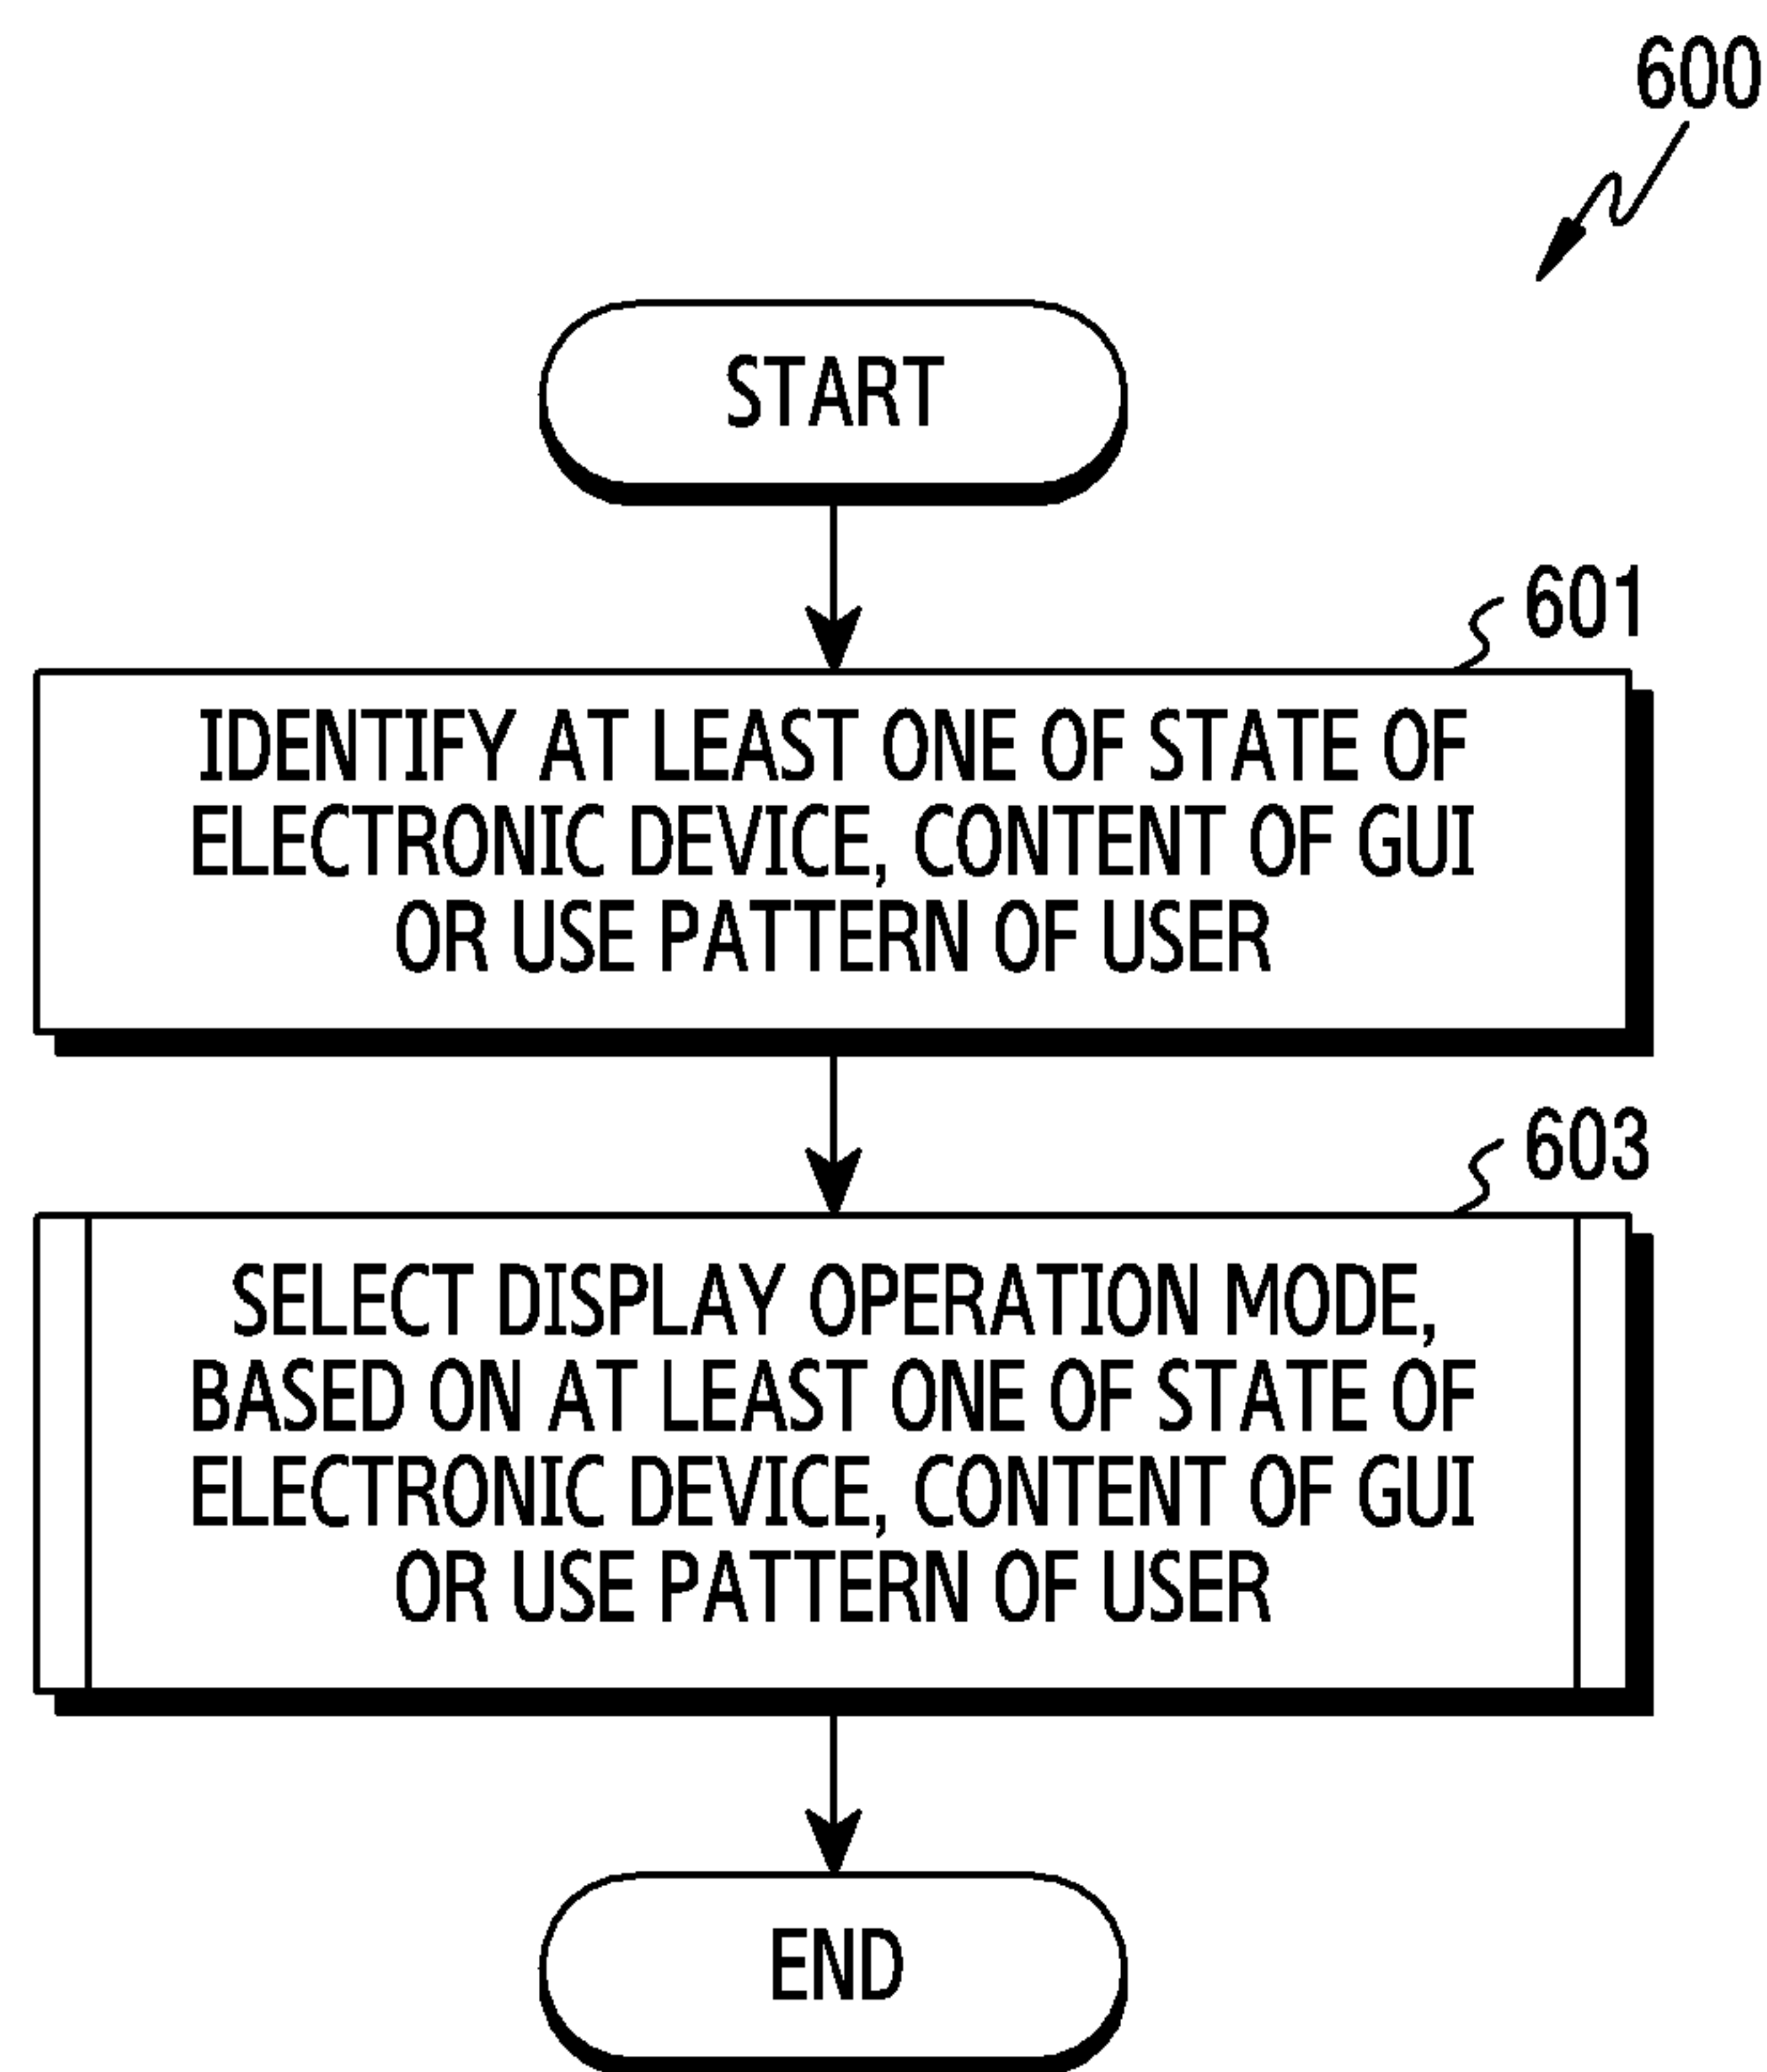 600
START
601
IDENTIFY AT LEAST ONE OF STATE OF
ELECTRONIC DEVICE, CONTENT OF GUI
OR USE PATTERN OF USER
603
SELECT DISPLAY OPERATION MODE,
BASED ON AT LEAST ONE OF STATE OF
ELECTRONIC DEVICE, CONTENT OF GUI
OR USE PATTERN OF USER
END